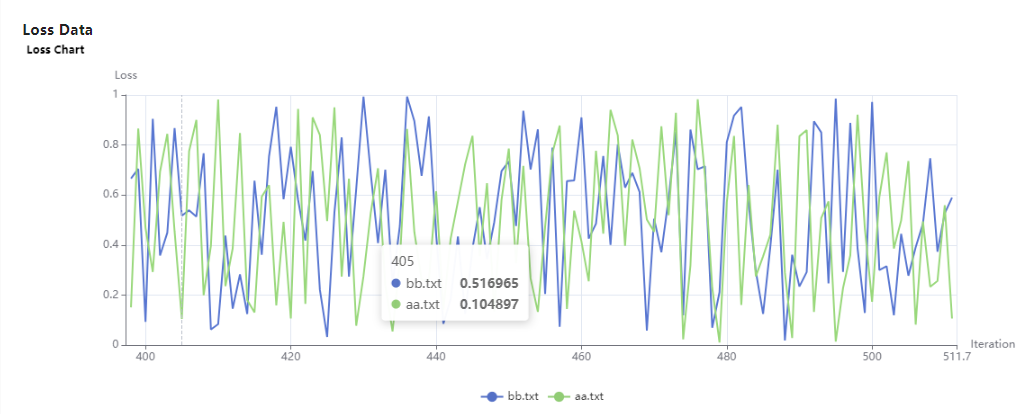 Loss Data
Loss Chart
Loss
1
0.8
0.6
0.4
0.2
0
405
bb.txt 0.516965
aa.txt 0.104897
400 420 440 460 480 500 511.7
Iteration
bb.txt aa.txt